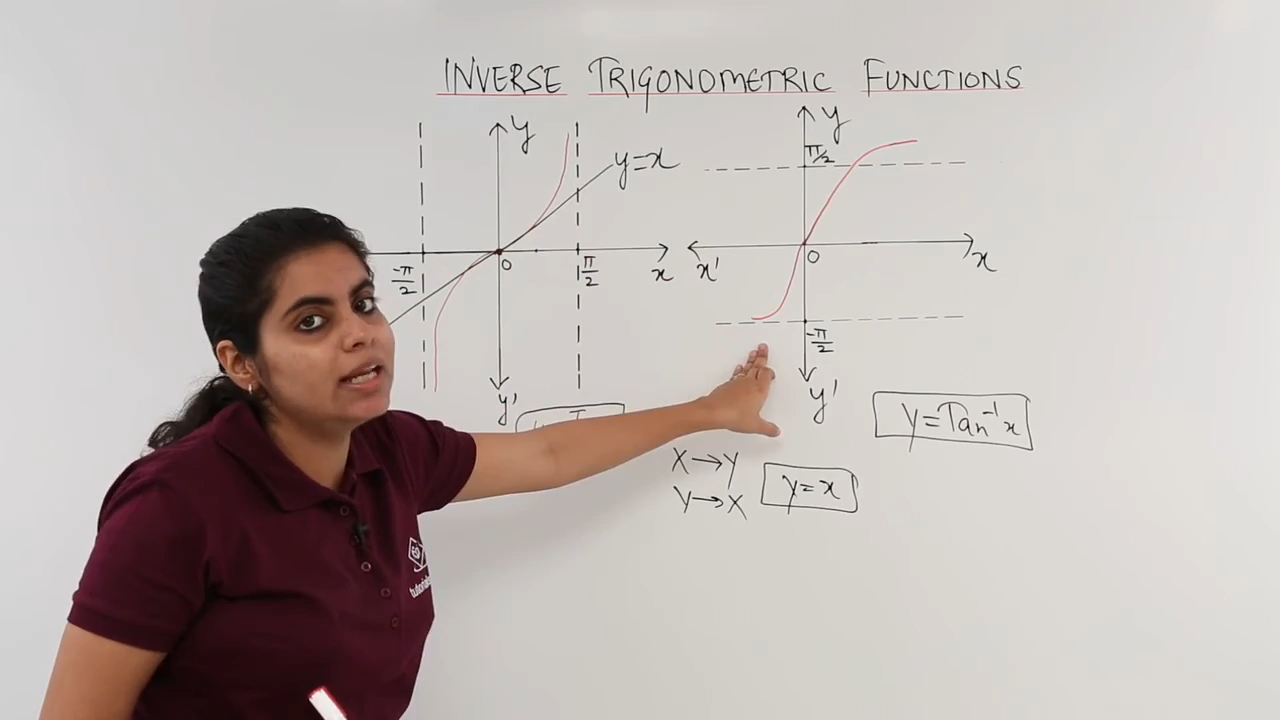 INVERSE TRIGONOMETRIC FUNCTIONS
y
y=x
-π/2
0
π/2
x
y'
y
π/2
x'
0
x
-π/2
y'
y=Tan⁻¹x
X→Y
Y→X
y=x